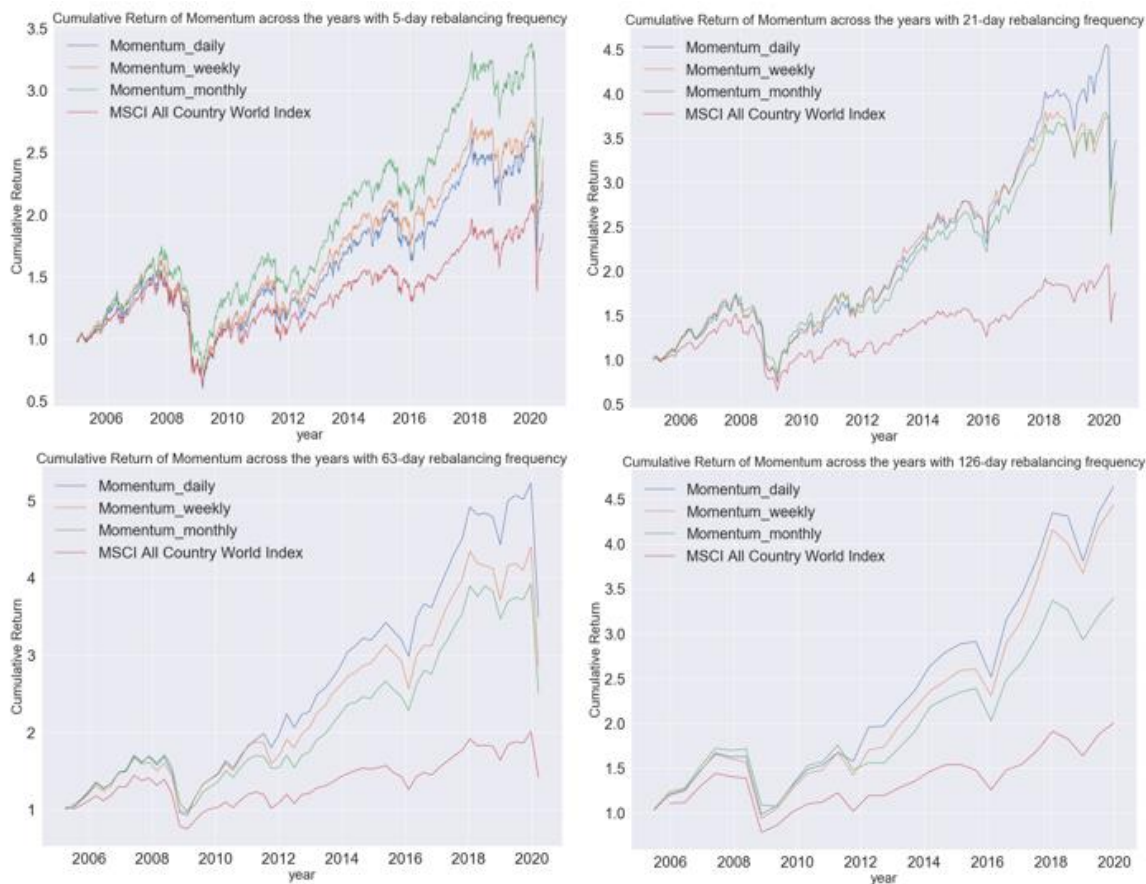 Cumulative Return of Momentum across the years with 5-day rebalancing frequency
3.5
3.0
2.5
2.0
1.5
1.0
0.5
Cumulative Return
Momentum_daily
Momentum_weekly
Momentum_monthly
MSCI All Country World Index
2006 2008 2010 2012 2014 2016 2018 2020
year
Cumulative Return of Momentum across the years with 21-day rebalancing frequency
4.5
4.0
3.5
3.0
2.5
2.0
1.5
1.0
0.5
Cumulative Return
Momentum_daily
Momentum_weekly
Momentum_monthly
MSCI All Country World Index
2006 2008 2010 2012 2014 2016 2018 2020
year
Cumulative Return of Momentum across the years with 63-day rebalancing frequency
5
4
3
2
1
Cumulative Return
Momentum_daily
Momentum_weekly
Momentum_monthly
MSCI All Country World Index
2006 2008 2010 2012 2014 2016 2018 2020
year
Cumulative Return of Momentum across the years with 126-day rebalancing frequency
4.5
4.0
3.5
3.0
2.5
2.0
1.5
1.0
Cumulative Return
Momentum_daily
Momentum_weekly
Momentum_monthly
MSCI All Country World Index
2006 2008 2010 2012 2014 2016 2018 2020
year